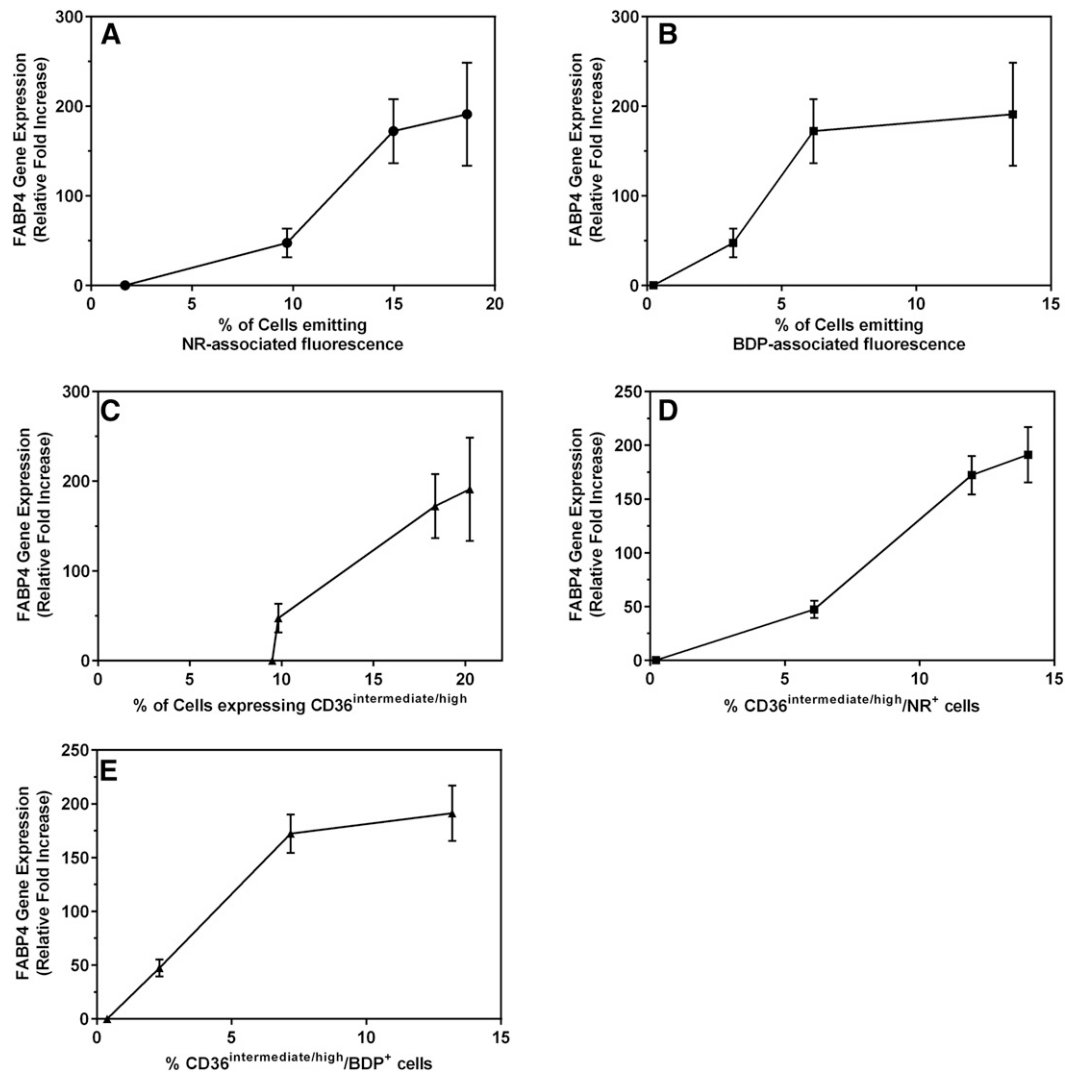 A
FABP4 Gene Expression
(Relative Fold Increase)
300
200
100
0
0 5 10 15 20
% of Cells emitting
NR-associated fluorescence
B
FABP4 Gene Expression
(Relative Fold Increase)
300
200
100
0
0 5 10 15
% of Cells emitting
BDP-associated fluorescence
C
FABP4 Gene Expression
(Relative Fold Increase)
300
200
100
0
0 5 10 15 20
% of Cells expressing CD36intermediate/high
D
FABP4 Gene Expression
(Relative Fold Increase)
250
200
150
100
50
0
0 5 10 15
% CD36intermediate/high/NR+ cells
E
FABP4 Gene Expression
(Relative Fold Increase)
250
200
150
100
50
0
0 5 10 15
% CD36intermediate/high/BDP+ cells